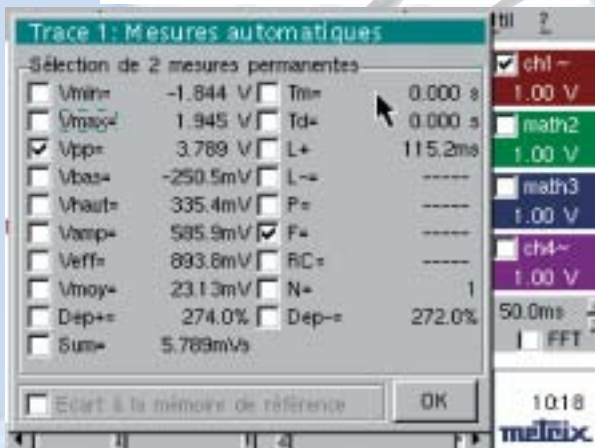 Trace 1: Mesures automatiques
Sélection de 2 mesures permanentes
Vmin= -1.844 V Tm= 0.000 s
Vmax= 1.945 V Td= 0.000 s
Vpp= 3.789 V L+ 115.2ms
Vbas= -250.5mV L-= -----
Vhaut= 335.4mV P= -----
Vamp= 585.9mV F= -----
Veff= 893.8mV RC= -----
Vmoy= 23.13mV N= 1
Dep+= 274.0% Dep-= 272.0%
Sum= 5.789mVs
Ecart à la mémoire de référence
OK
til ?
ch1 ~
1.00 V
math2
1.00 V
math3
1.00 V
ch4~
1.00 V
50.0ms
FFT
10:18
metrix